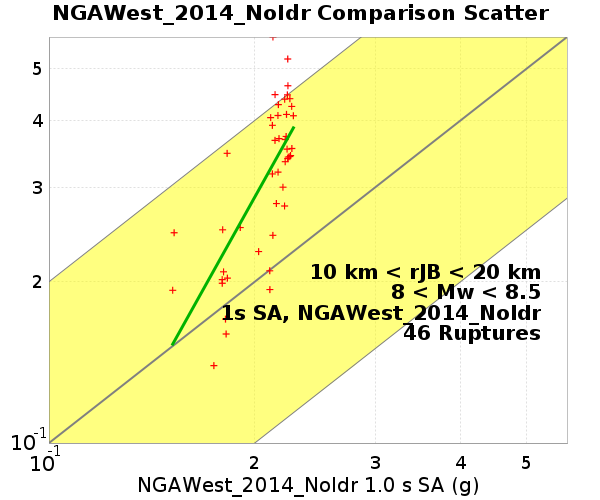 NGAWest_2014_NoIdr Comparison Scatter
5
4
3
2
10-1
10-1
2
3
4
5
10 km < rJB < 20 km
8 < Mw < 8.5
1s SA, NGAWest_2014_NoIdr
46 Ruptures
NGAWest_2014_NoIdr 1.0 s SA (g)